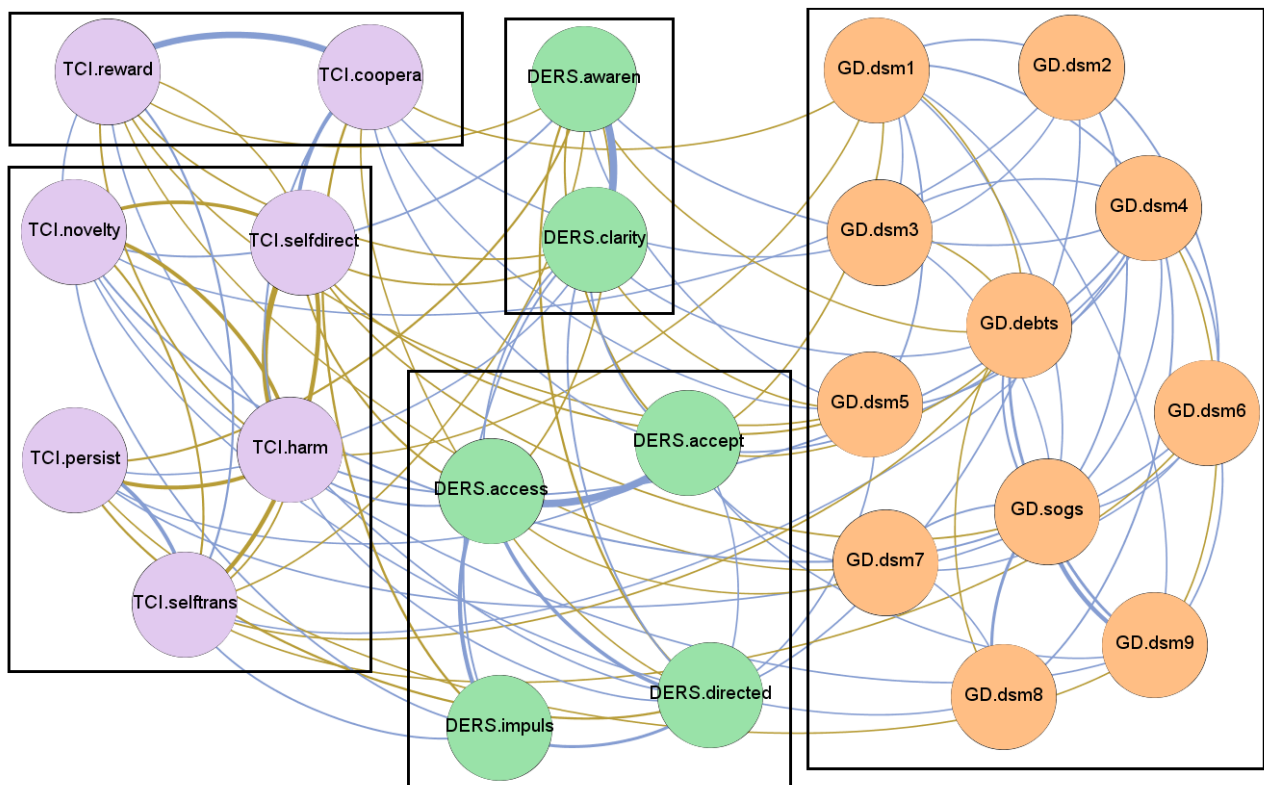 TCI.reward
TCI.coopera
TCI.novelty
TCI.selfdirect
TCI.persist
TCI.harm
TCI.selftrans
DERS.awaren
DERS.clarity
DERS.accept
DERS.access
DERS.directed
DERS.impuls
GD.dsm1
GD.dsm2
GD.dsm3
GD.dsm4
GD.debts
GD.dsm5
GD.dsm6
GD.sogs
GD.dsm7
GD.dsm9
GD.dsm8